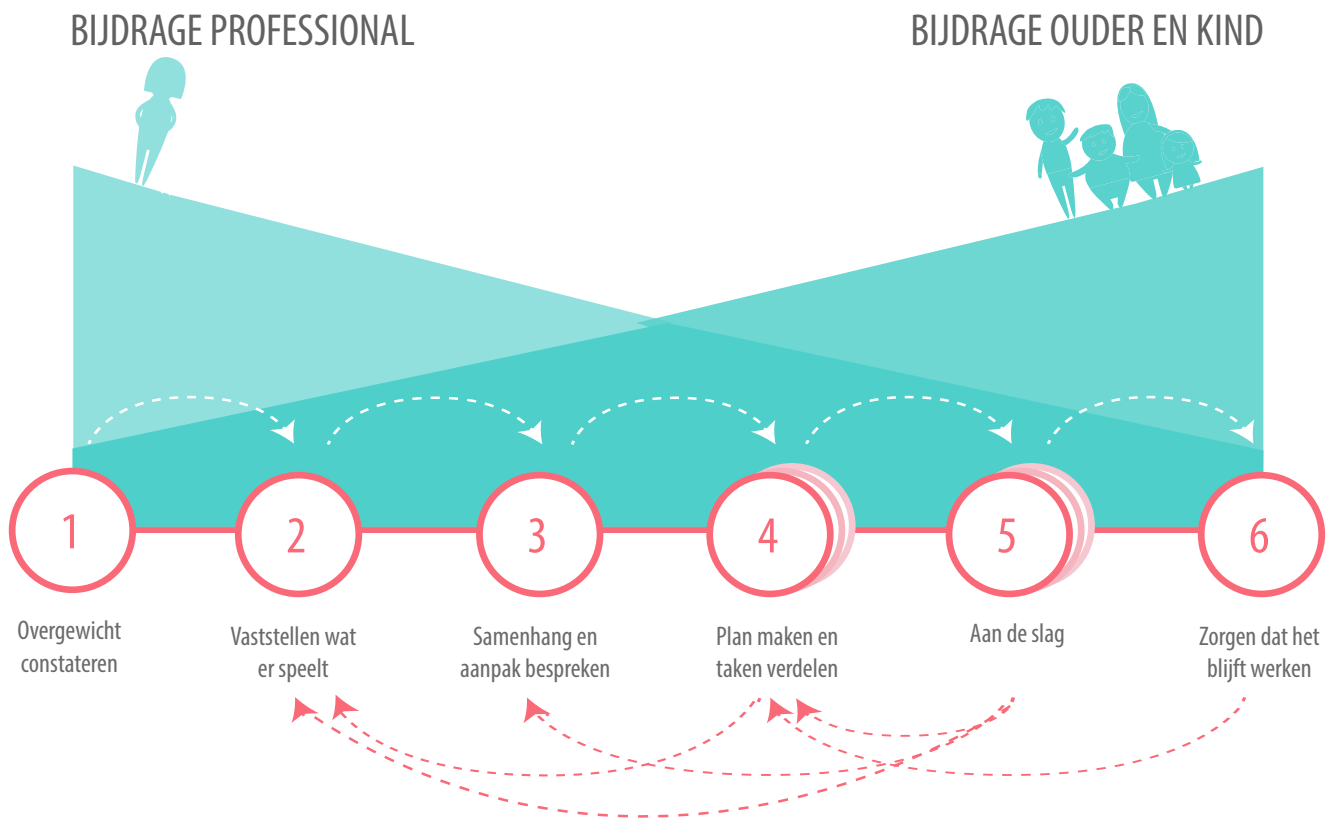 BIJDRAGE PROFESSIONAL
BIJDRAGE OUDER EN KIND
1
2
3
4
5
6
Overgewicht
constateren
Vaststellen wat
er speelt
Samenhang en
aanpak bespreken
Plan maken en
taken verdelen
Aan de slag
Zorgen dat het
blijft werken